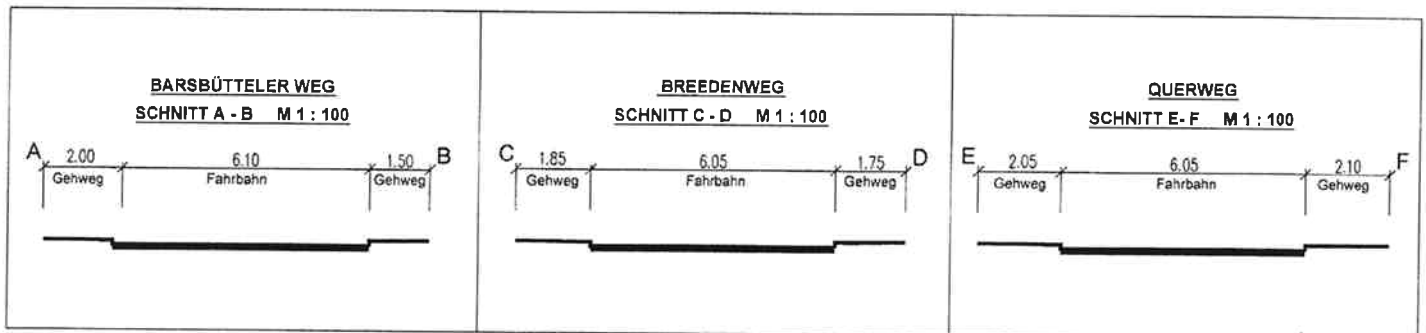 BARSBÜTTELER WEG
SCHNITT A - B M 1 : 100
A 2.00 6.10 1.50 B
Gehweg Fahrbahn Gehweg
BREEDENWEG
SCHNITT C - D M 1 : 100
C 1.85 6.05 1.75 D
Gehweg Fahrbahn Gehweg
QUERWEG
SCHNITT E - F M 1 : 100
E 2.05 6.05 2.10 F
Gehweg Fahrbahn Gehweg